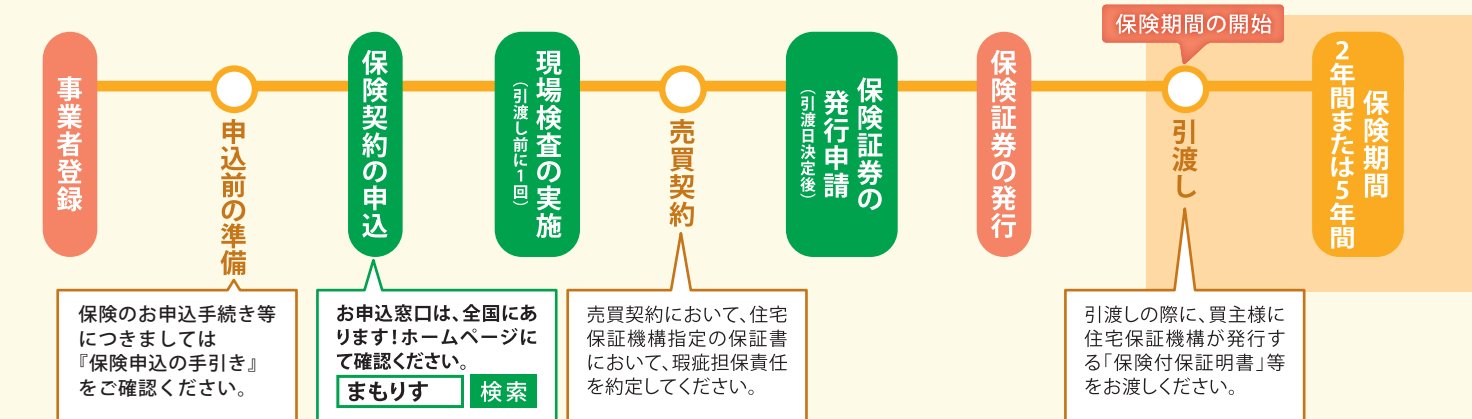 保険期間の開始
事業者登録
申込前の準備
保険契約の申込
現場検査の実施
（引渡し前に1回）
売買契約
保険証券の
発行申請
（引渡日決定後）
保険証券の発行
引渡し
保険期間
2年間または5年間
保険のお申込手続き等
につきましては
『保険申込の手引き』
をご確認ください。
お申込窓口は、全国にあ
ります！ホームページに
て確認ください。
まもりす 検索
売買契約において、住宅
保証機構指定の保証書
において、瑕疵担保責任
を約定してください。
引渡しの際に、買主様に
住宅保証機構が発行す
る「保険付保証明書」等
をお渡しください。